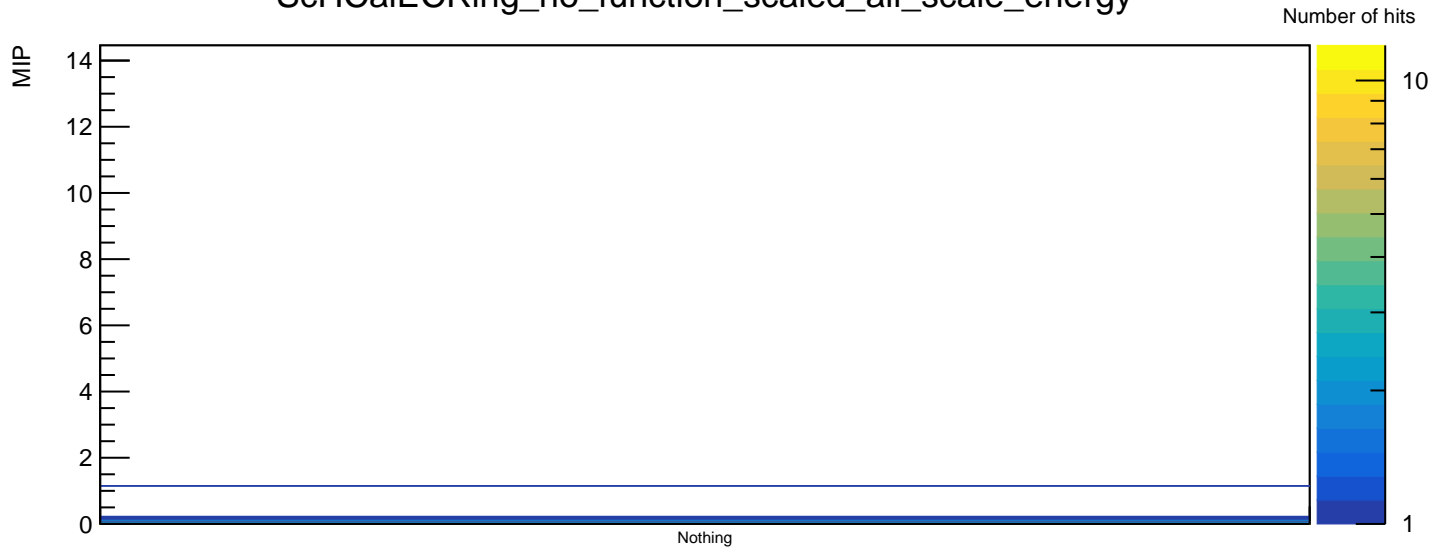 ScHCalECRing_no_function_scaled_all_scale_energy
Number of hits
MIP
14
12
10
8
6
4
2
0
10
1
Nothing